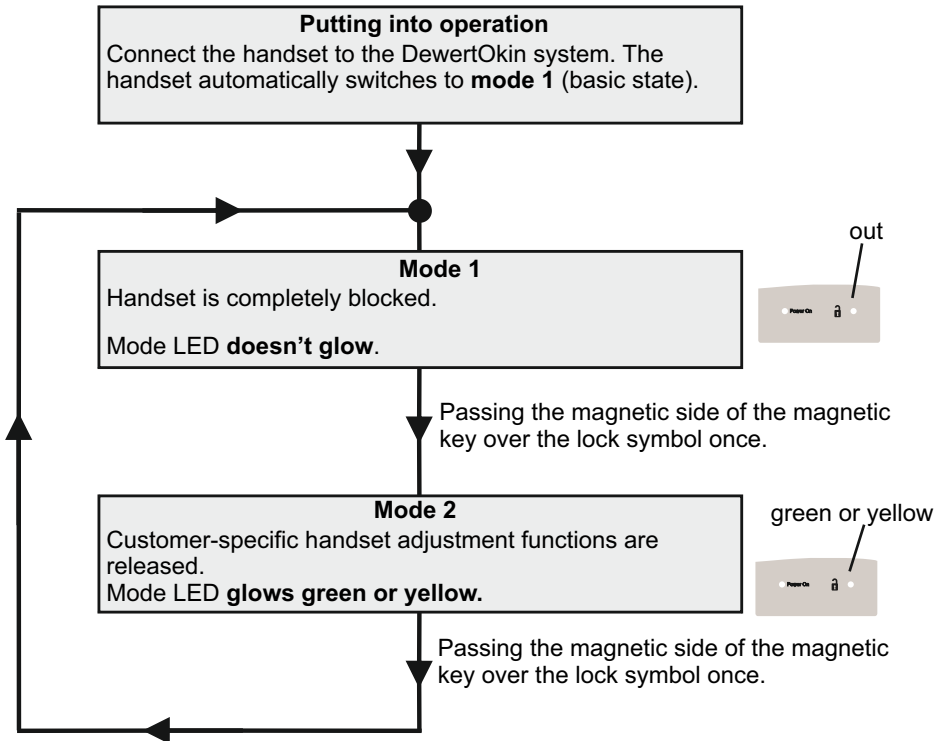 Putting into operation
Connect the handset to the DewertOkin system. The
handset automatically switches to mode 1 (basic state).
Mode 1
Handset is completely blocked.
Mode LED doesn’t glow.
out
Power On
Passing the magnetic side of the magnetic
key over the lock symbol once.
Mode 2
Customer-specific handset adjustment functions are
released.
Mode LED glows green or yellow.
green or yellow
Power On
Passing the magnetic side of the magnetic
key over the lock symbol once.